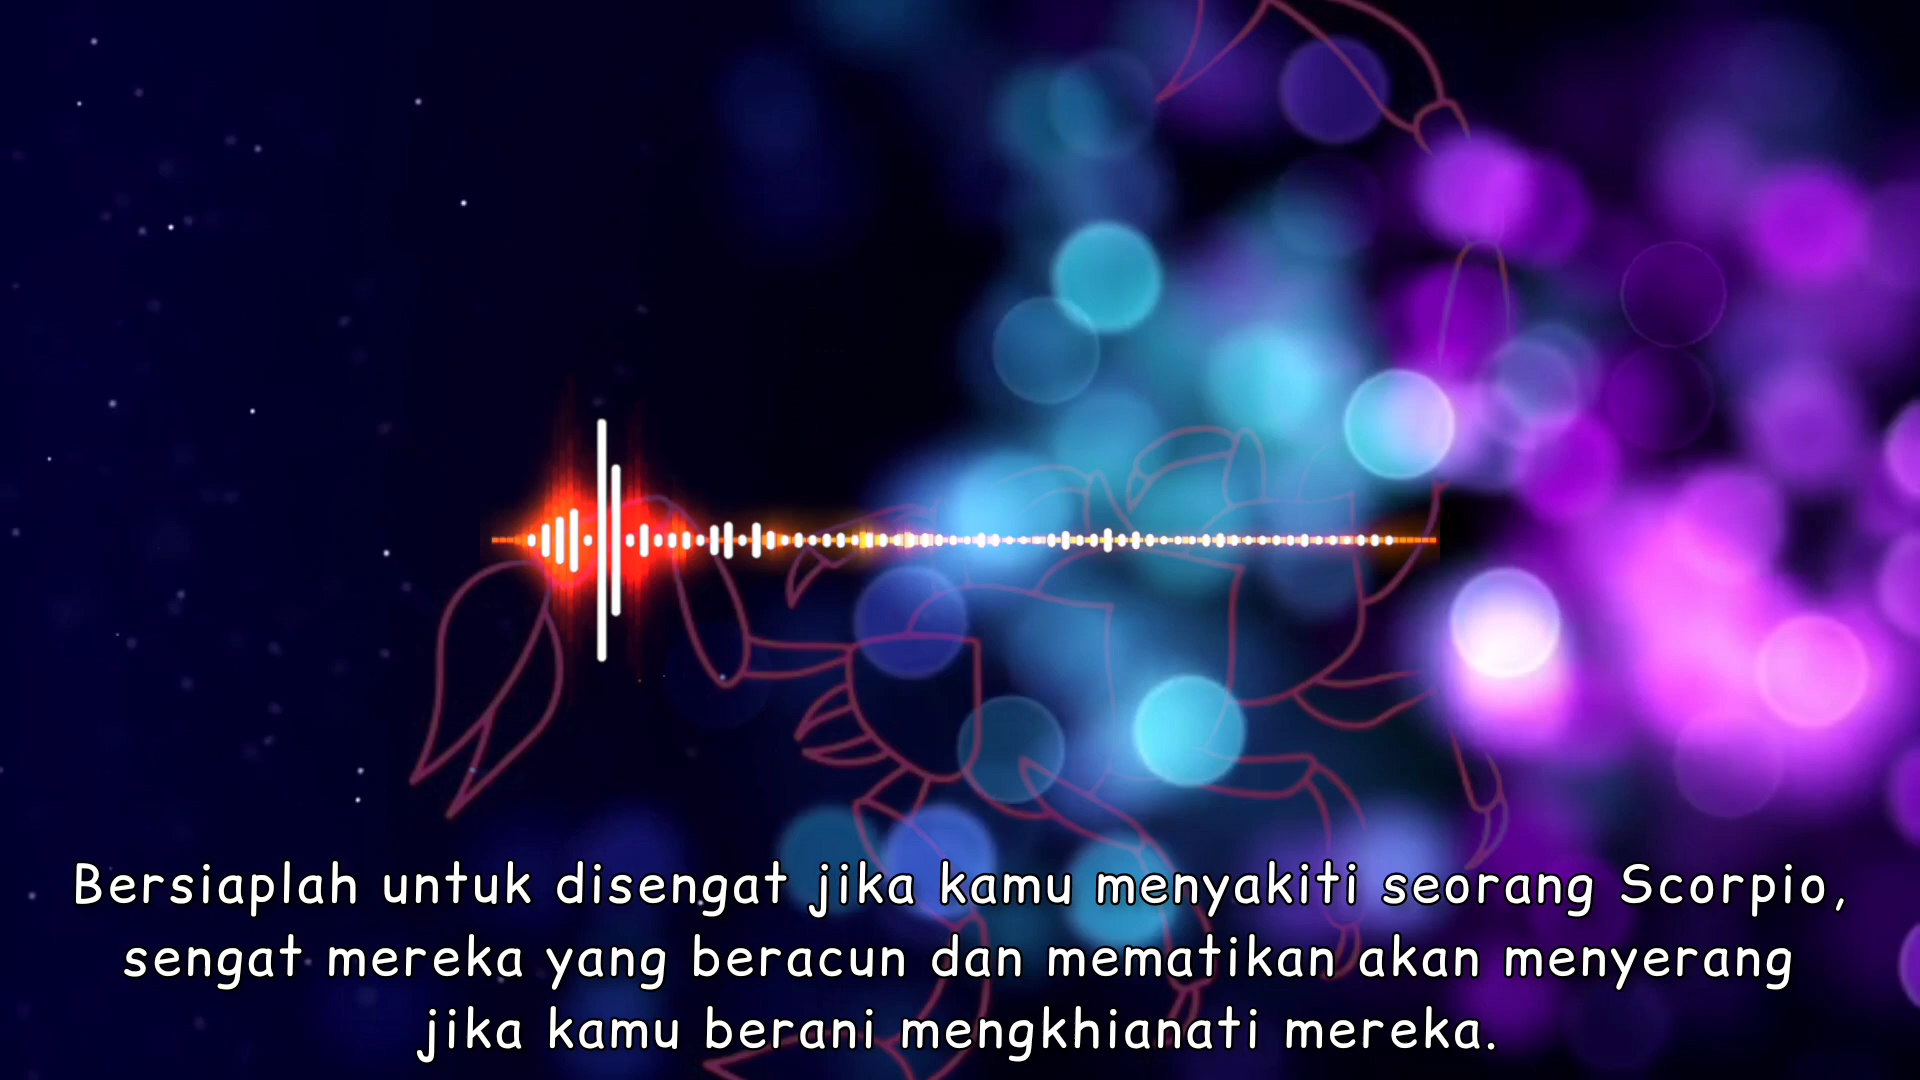 Bersiaplah untuk disengat jika kamu menyakiti seorang Scorpio,
sengat mereka yang beracun dan mematikan akan menyerang
jika kamu berani mengkhianati mereka.